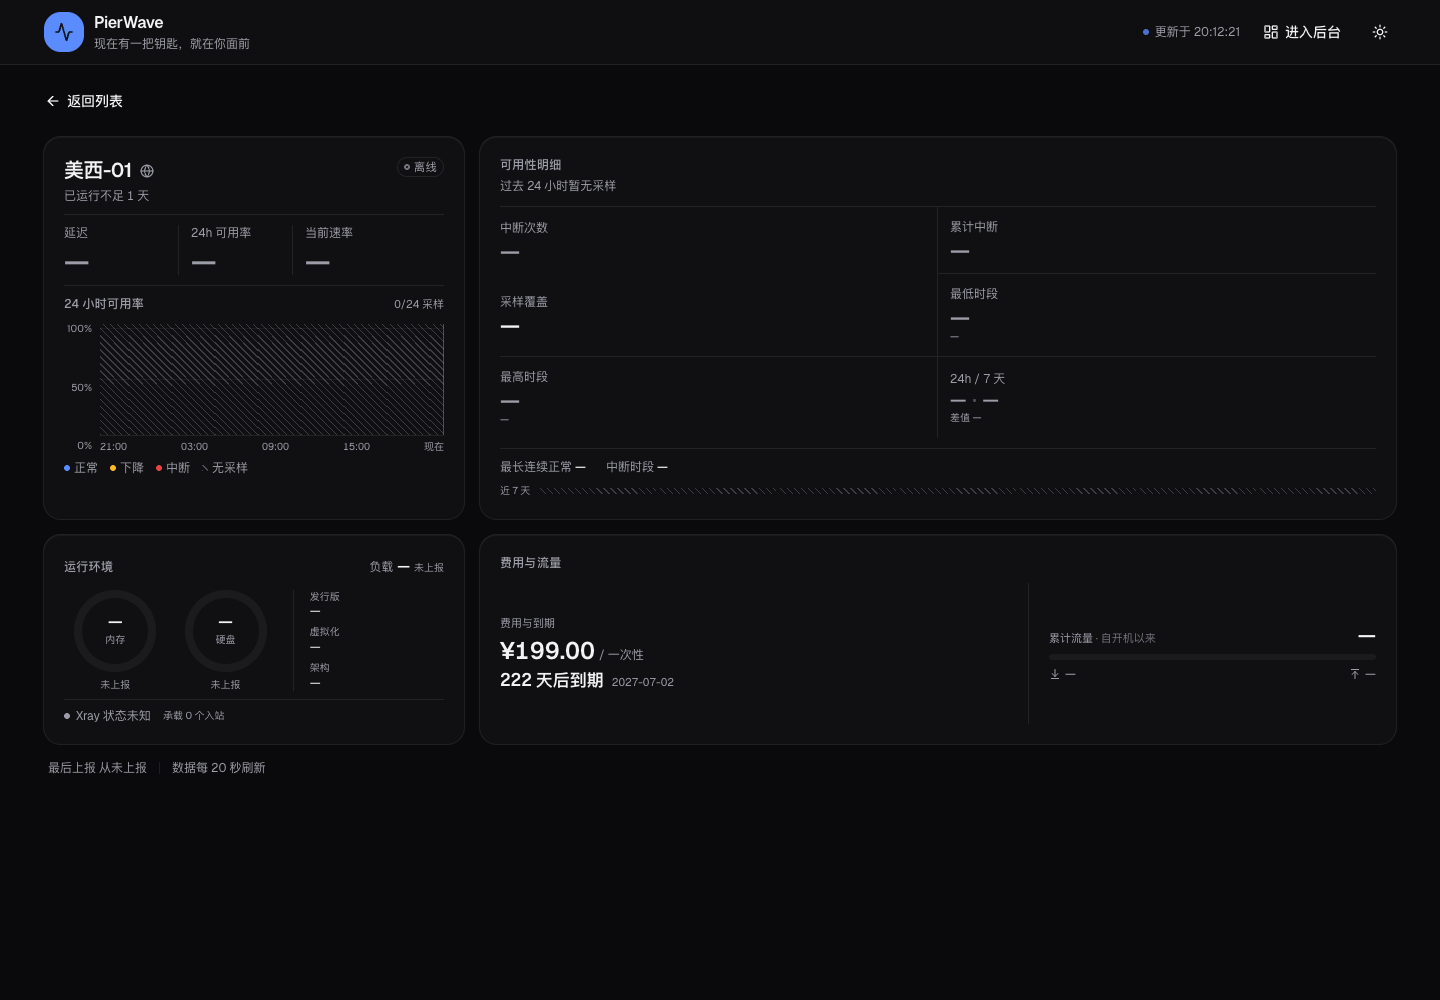 PierWave
现在有一把钥匙，就在你面前
更新于 20:12:21
进入后台
返回列表
美西-01
离线
已运行不足 1 天
延迟
24h 可用率
当前速率
—
—
—
24 小时可用率
0/24 采样
100%
50%
0%
21:00
03:00
09:00
15:00
现在
正常
下降
中断
无采样
可用性明细
过去 24 小时暂无采样
中断次数
—
累计中断
—
采样覆盖
—
最低时段
—
—
最高时段
—
—
24h / 7 天
— · —
差值 —
最长连续正常 —
中断时段 —
近 7 天
运行环境
负载 — 未上报
—
内存
未上报
—
硬盘
未上报
发行版
—
虚拟化
—
架构
—
Xray 状态未知
承载 0 个入站
费用与流量
费用与到期
¥199.00 / 一次性
222 天后到期 2027-07-02
累计流量 · 自开机以来
—
—
—
最后上报 从未上报
数据每 20 秒刷新